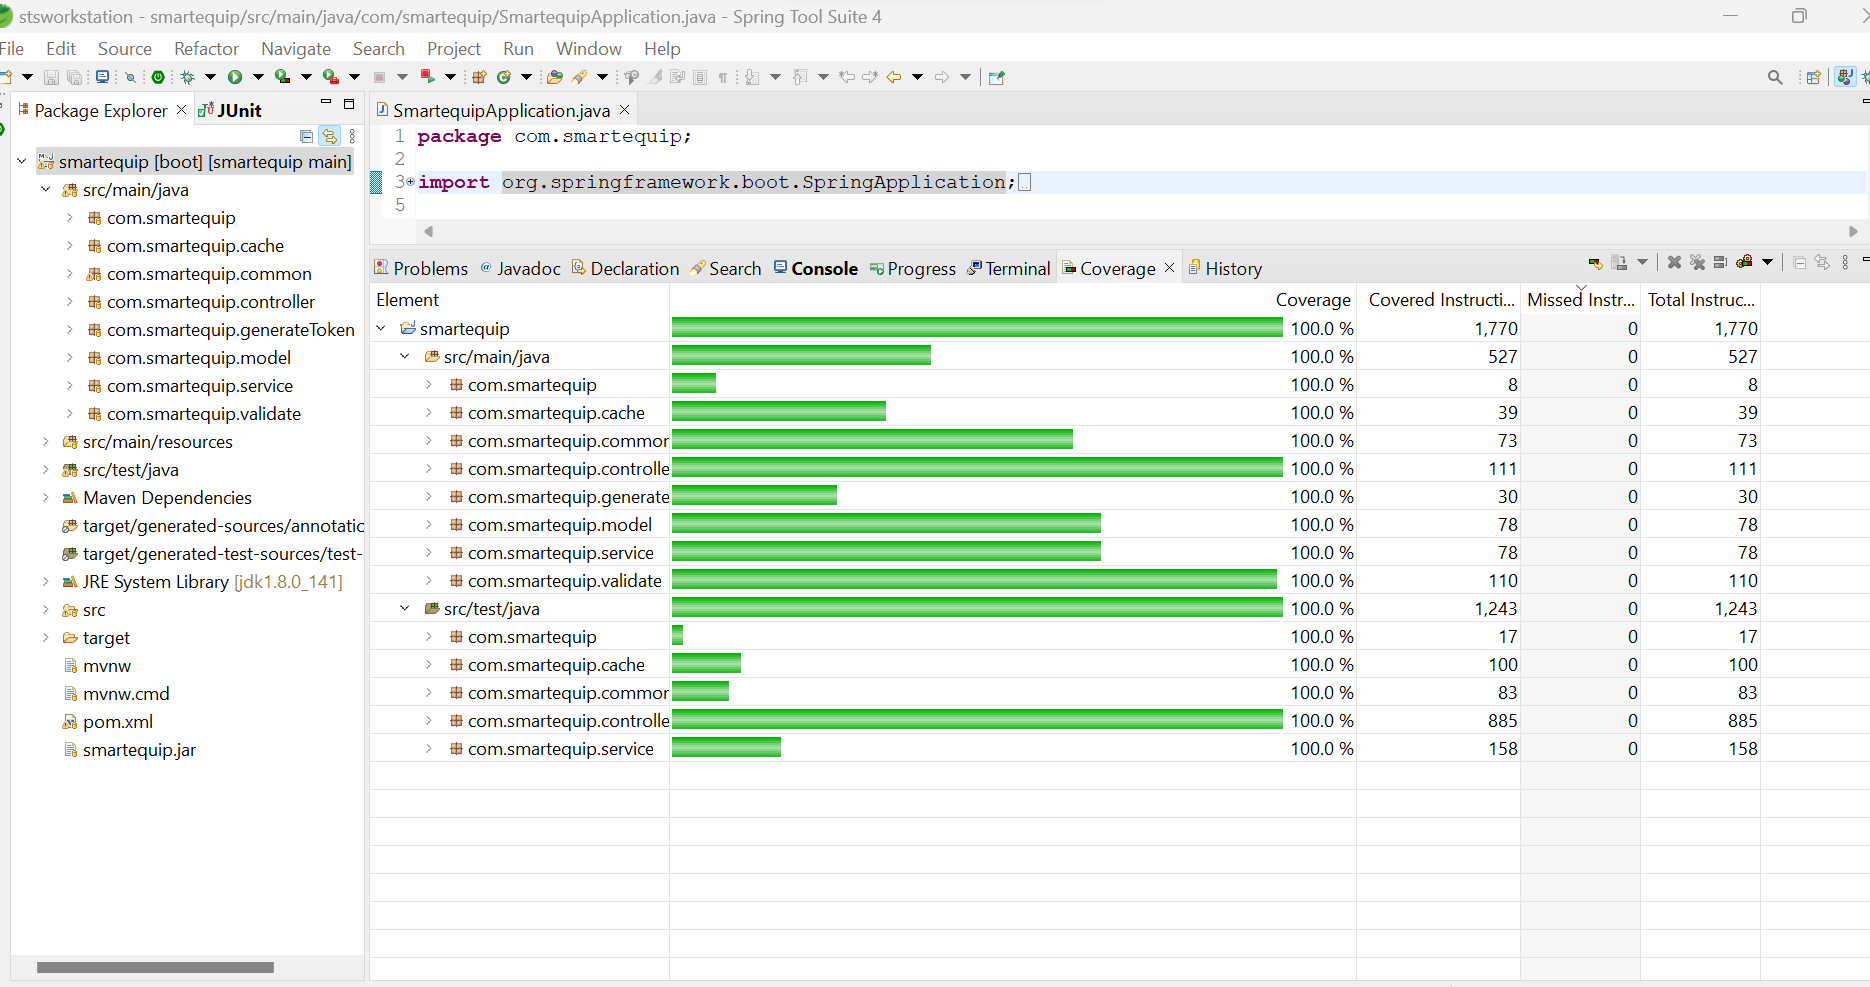 stsworkstation - smartequip/src/main/java/com/smartequip/SmartequipApplication.java - Spring Tool Suite 4
File Edit Source Refactor Navigate Search Project Run Window Help
Package Explorer JUnit
smartequip [boot] [smartequip main]
src/main/java
com.smartequip
com.smartequip.cache
com.smartequip.common
com.smartequip.controller
com.smartequip.generateToken
com.smartequip.model
com.smartequip.service
com.smartequip.validate
src/main/resources
src/test/java
Maven Dependencies
target/generated-sources/annotatic
target/generated-test-sources/test-
JRE System Library [jdk1.8.0_141]
src
target
mvnw
mvnw.cmd
pom.xml
smartequip.jar
SmartequipApplication.java
1 package com.smartequip;
2
3 import org.springframework.boot.SpringApplication;
5
Problems Javadoc Declaration Search Console Progress Terminal Coverage History
Element Coverage Covered Instructi... Missed Instr... Total Instruc...
smartequip 100.0 % 1,770 0 1,770
src/main/java 100.0 % 527 0 527
com.smartequip 100.0 % 8 0 8
com.smartequip.cache 100.0 % 39 0 39
com.smartequip.commor 100.0 % 73 0 73
com.smartequip.controlle 100.0 % 111 0 111
com.smartequip.generate 100.0 % 30 0 30
com.smartequip.model 100.0 % 78 0 78
com.smartequip.service 100.0 % 78 0 78
com.smartequip.validate 100.0 % 110 0 110
src/test/java 100.0 % 1,243 0 1,243
com.smartequip 100.0 % 17 0 17
com.smartequip.cache 100.0 % 100 0 100
com.smartequip.commor 100.0 % 83 0 83
com.smartequip.controlle 100.0 % 885 0 885
com.smartequip.service 100.0 % 158 0 158